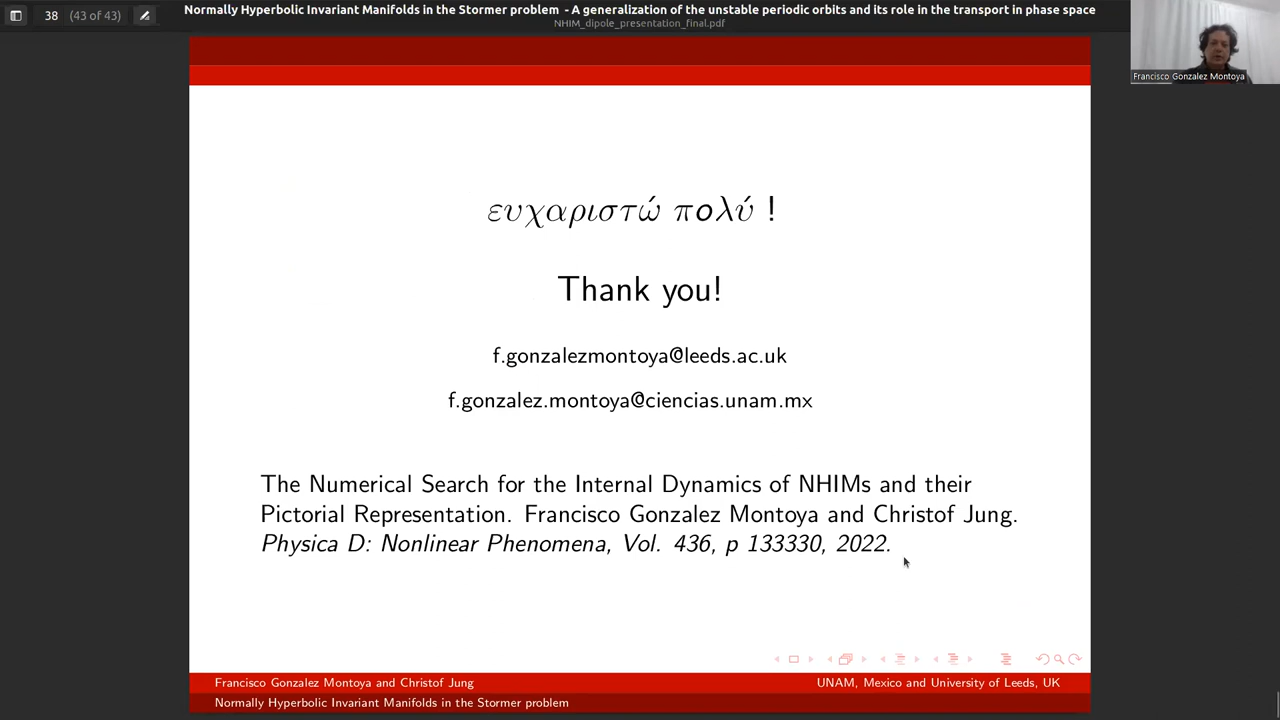 38 (43 of 43)
Normally Hyperbolic Invariant Manifolds in the Stormer problem - A generalization of the unstable periodic orbits and its role in the transport in phase space
NHIM_dipole_presentation_final.pdf
Francisco Gonzalez Montoya
ευχαριστώ πολύ !
Thank you!
f.gonzalezmontoya@leeds.ac.uk
f.gonzalez.montoya@ciencias.unam.mx
The Numerical Search for the Internal Dynamics of NHIMs and their
Pictorial Representation. Francisco Gonzalez Montoya and Christof Jung.
Physica D: Nonlinear Phenomena, Vol. 436, p 133330, 2022.
Francisco Gonzalez Montoya and Christof Jung
UNAM, Mexico and University of Leeds, UK
Normally Hyperbolic Invariant Manifolds in the Stormer problem